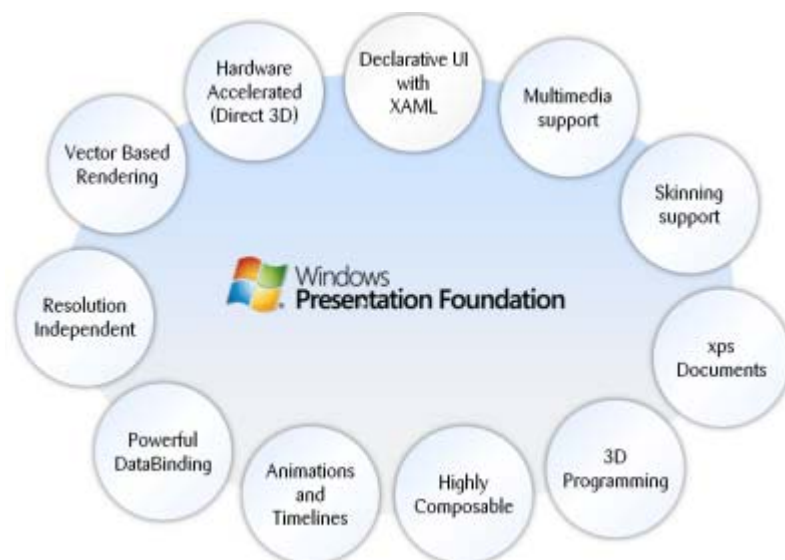 Declarative UI
with
XAML
Multimedia
support
Skinning
support
xps
Documents
3D
Programming
Highly
Composable
Animations
and
Timelines
Powerful
DataBinding
Resolution
Independent
Vector Based
Rendering
Hardware
Accelerated
(Direct 3D)
Windows
Presentation Foundation